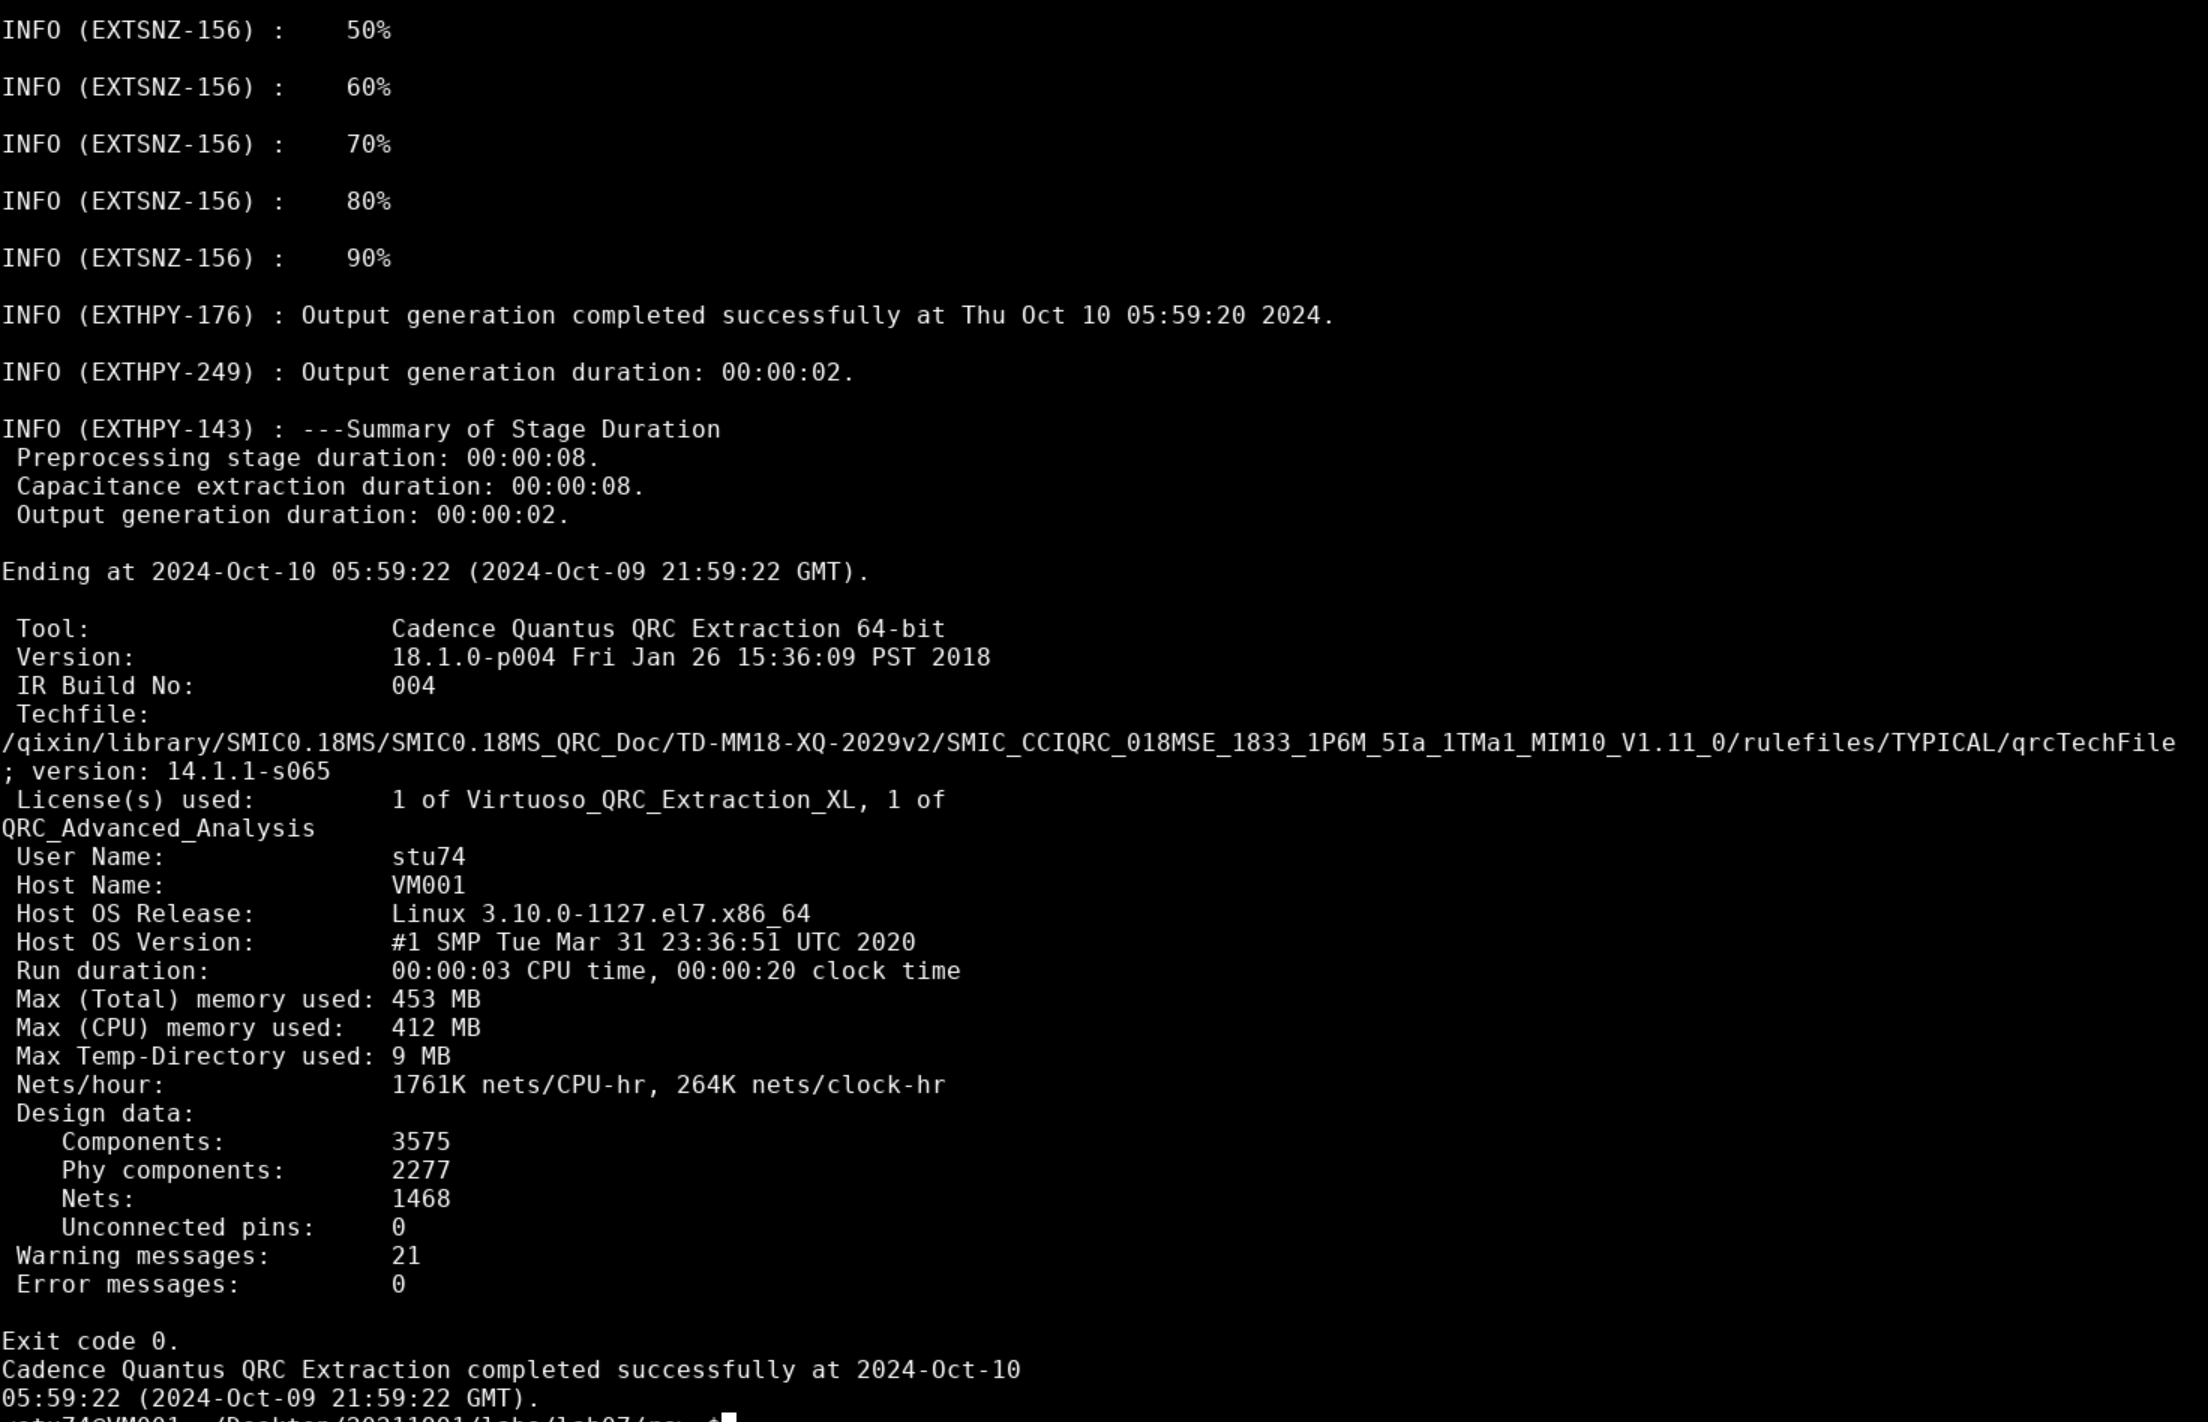 INFO (EXTSNZ-156) :    50%
INFO (EXTSNZ-156) :    60%
INFO (EXTSNZ-156) :    70%
INFO (EXTSNZ-156) :    80%
INFO (EXTSNZ-156) :    90%
INFO (EXTHPY-176) : Output generation completed successfully at Thu Oct 10 05:59:20 2024.
INFO (EXTHPY-249) : Output generation duration: 00:00:02.
INFO (EXTHPY-143) : ---Summary of Stage Duration
 Preprocessing stage duration: 00:00:08.
 Capacitance extraction duration: 00:00:08.
 Output generation duration: 00:00:02.
Ending at 2024-Oct-10 05:59:22 (2024-Oct-09 21:59:22 GMT).
 Tool:                    Cadence Quantus QRC Extraction 64-bit
 Version:                 18.1.0-p004 Fri Jan 26 15:36:09 PST 2018
 IR Build No:             004
 Techfile:
/qixin/library/SMIC0.18MS/SMIC0.18MS_QRC_Doc/TD-MM18-XQ-2029v2/SMIC_CCIQRC_018MSE_1833_1P6M_5Ia_1TMa1_MIM10_V1.11_0/rulefiles/TYPICAL/qrcTechFile
; version: 14.1.1-s065
 License(s) used:         1 of Virtuoso_QRC_Extraction_XL, 1 of
QRC_Advanced_Analysis
 User Name:               stu74
 Host Name:               VM001
 Host OS Release:         Linux 3.10.0-1127.el7.x86_64
 Host OS Version:         #1 SMP Tue Mar 31 23:36:51 UTC 2020
 Run duration:            00:00:03 CPU time, 00:00:20 clock time
 Max (Total) memory used: 453 MB
 Max (CPU) memory used:   412 MB
 Max Temp-Directory used: 9 MB
 Nets/hour:               1761K nets/CPU-hr, 264K nets/clock-hr
 Design data:
    Components:           3575
    Phy components:       2277
    Nets:                 1468
    Unconnected pins:     0
 Warning messages:        21
 Error messages:          0
Exit code 0.
Cadence Quantus QRC Extraction completed successfully at 2024-Oct-10
05:59:22 (2024-Oct-09 21:59:22 GMT).